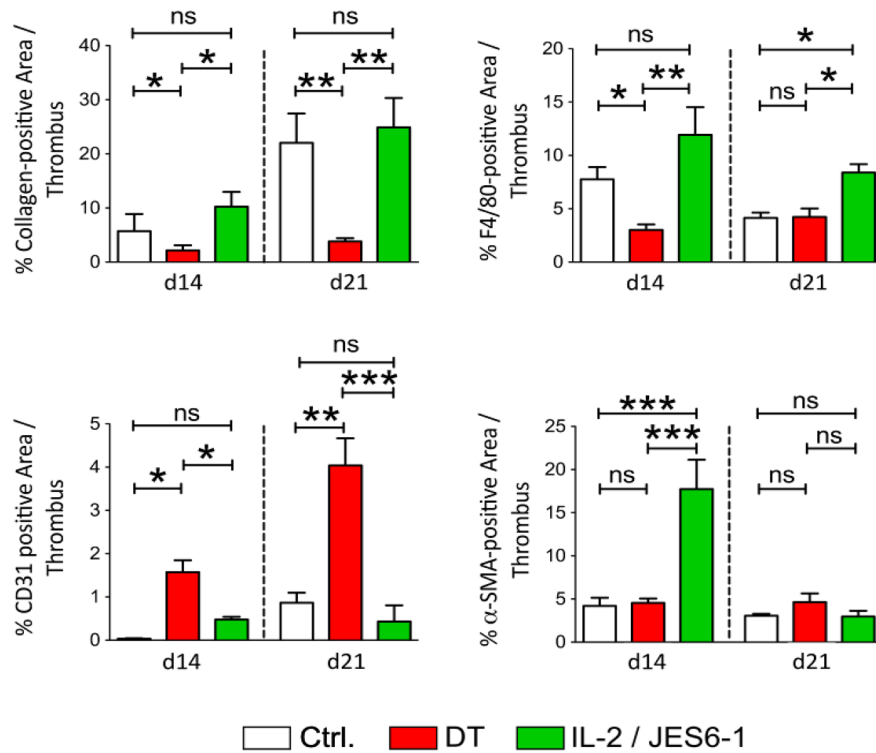 % Collagen-positive Area /
Thrombus
40
30
20
10
0
ns
*
*
ns
**
**
d14
d21
% F4/80-positive Area /
Thrombus
20
15
10
5
0
ns
*
**
*
ns
*
d14
d21
% CD31 positive Area /
Thrombus
5
4
3
2
1
0
ns
*
*
ns
***
**
d14
d21
% α-SMA-positive Area /
Thrombus
25
20
15
10
5
0
***
***
ns
ns
ns
ns
d14
d21
Ctrl. DT IL-2 / JES6-1